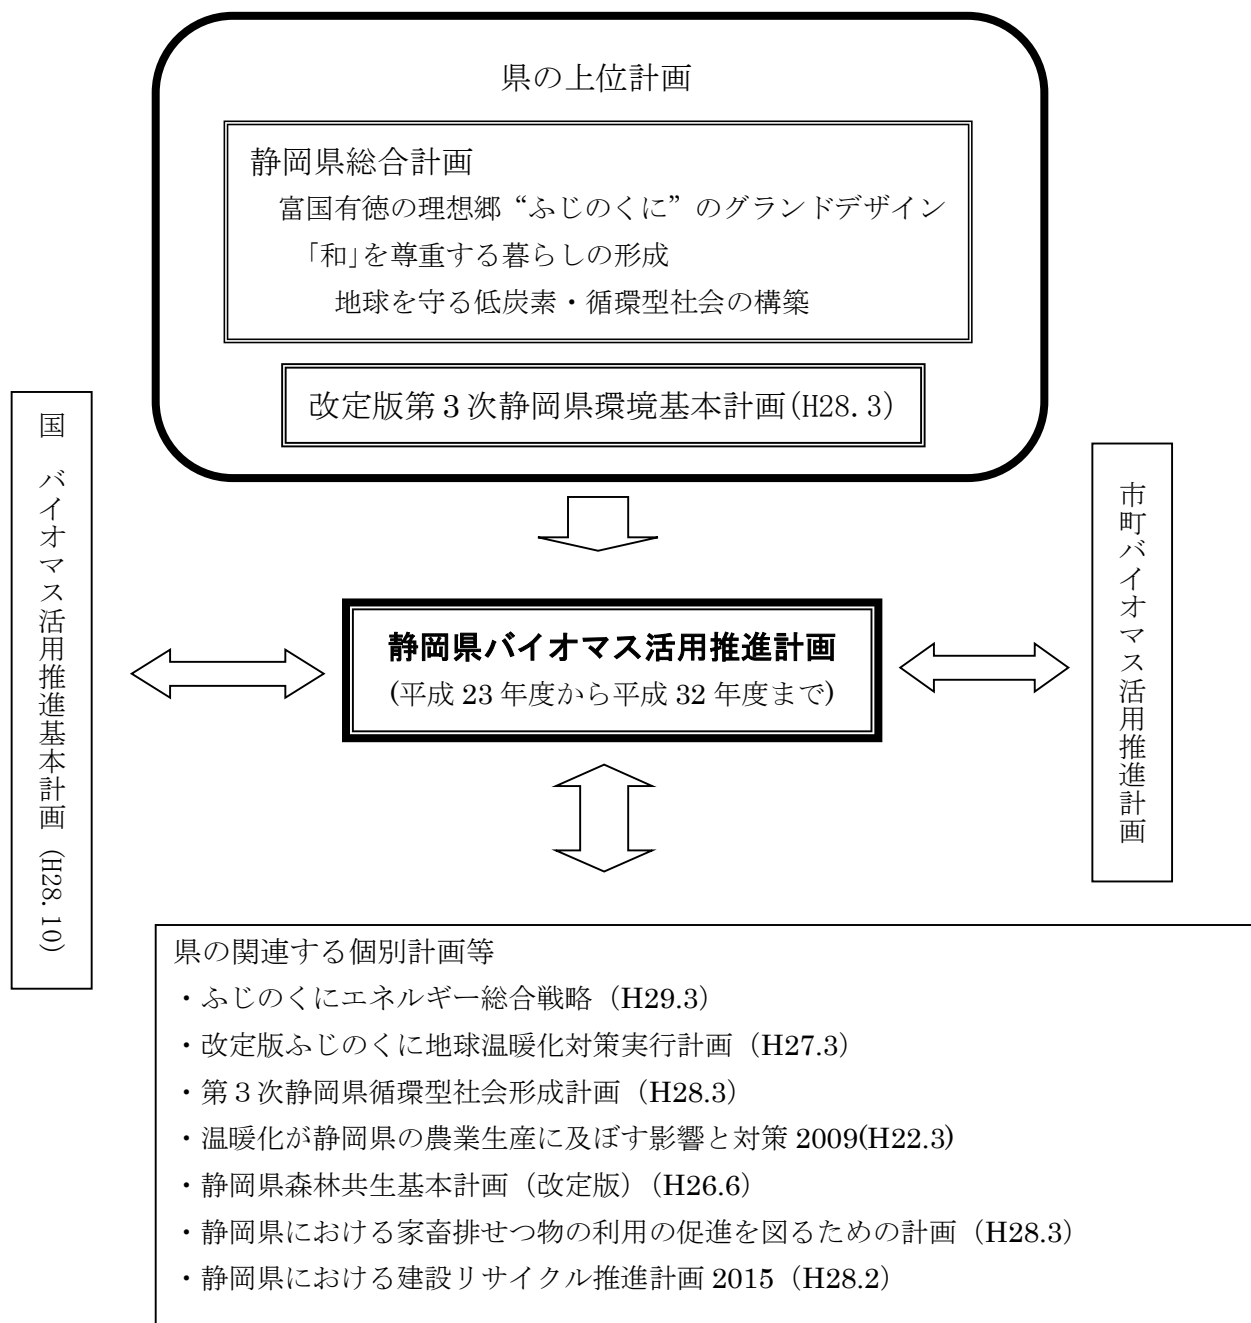 県の上位計画
静岡県総合計画
富国有徳の理想郷“ふじのくに”のグランドデザイン
「和」を尊重する暮らしの形成
地球を守る低炭素・循環型社会の構築
改定版第３次静岡県環境基本計画(H28.3)
国　バイオマス活用推進基本計画（H28.10）
市町バイオマス活用推進計画
静岡県バイオマス活用推進計画
(平成 23 年度から平成 32 年度まで)
県の関連する個別計画等
・ふじのくにエネルギー総合戦略（H29.3）
・改定版ふじのくに地球温暖化対策実行計画（H27.3）
・第３次静岡県循環型社会形成計画（H28.3）
・温暖化が静岡県の農業生産に及ぼす影響と対策 2009(H22.3)
・静岡県森林共生基本計画（改定版）（H26.6）
・静岡県における家畜排せつ物の利用の促進を図るための計画（H28.3）
・静岡県における建設リサイクル推進計画 2015（H28.2）